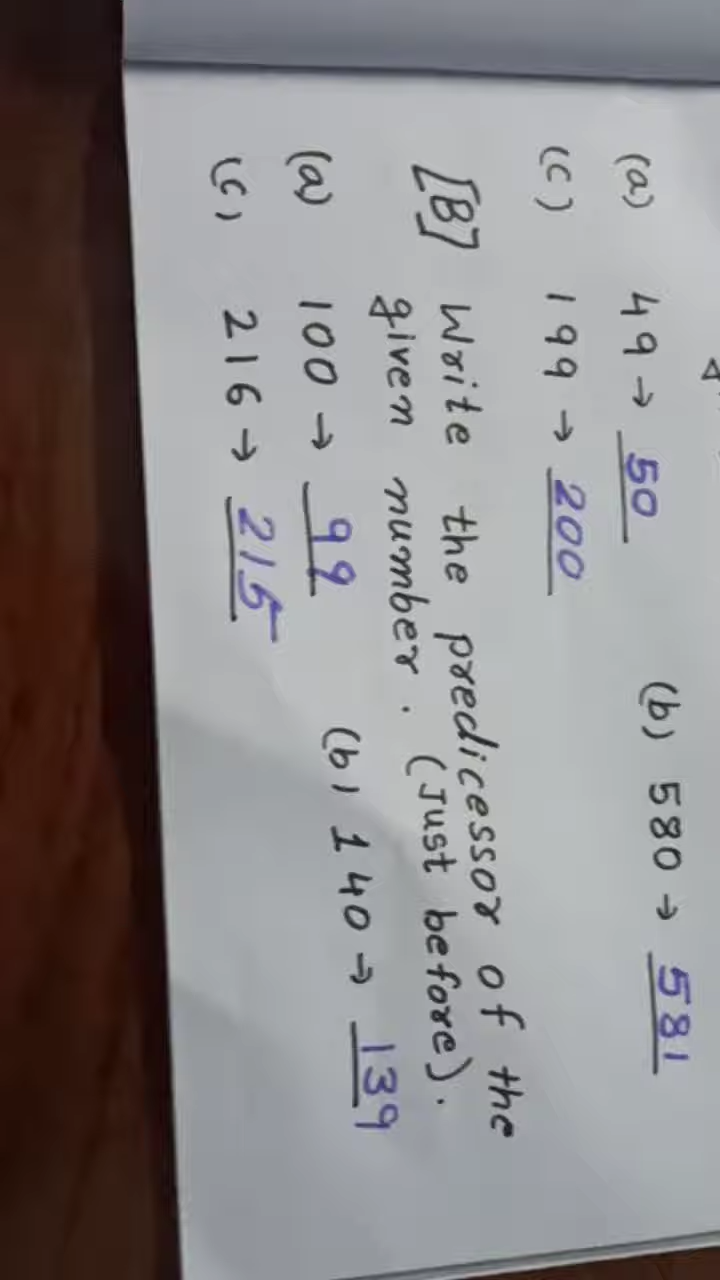 (a) 49 → 50 (b) 580 → 581
(c) 199 → 200
[B] Write the predicessor of the
given number. (Just before).
(a) 100 → 99 (b) 140 → 139
(c) 216 → 215